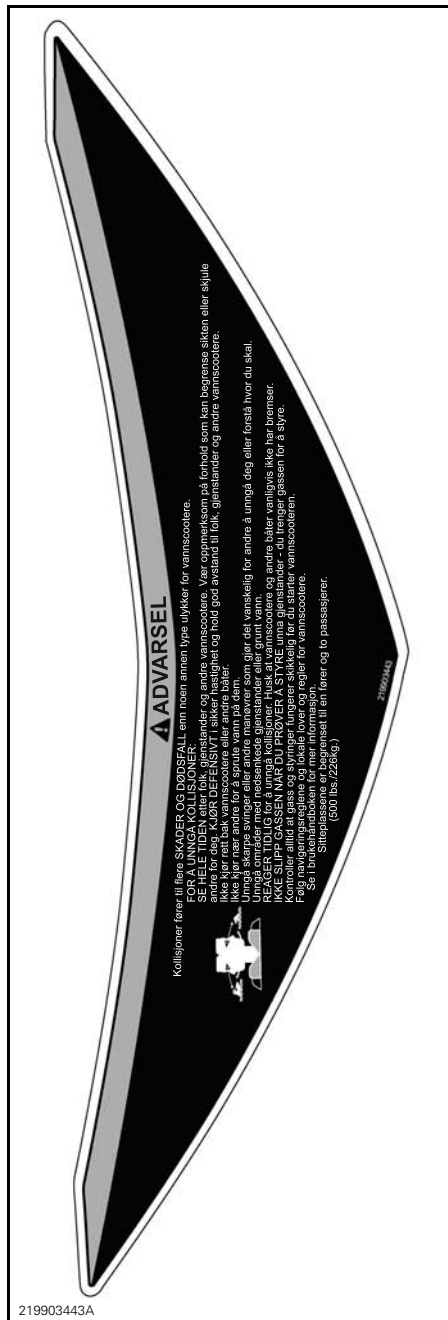 ⚠ADVARSEL
Kollisjoner fører til flere SKADER OG DØDSFALL enn noen annen type ulykker for vannscootere.
FOR Å UNNGÅ KOLLISJONER:
SE HELE TIDEN etter folk, gjenstander og andre vannscootere. Vær oppmerksom på forhold som kan begrense sikten eller skjule
andre for deg. KJØR DEFENSIVT i sikker hastighet og hold god avstand til folk, gjenstander og andre vannscootere.
Ikke kjør rett bak vannscootere eller andre båter.
Ikke kjør nær andre for å sprute vann på dem.
Unngå skarpe svinger eller andre manøvrer som gjør det vanskelig for andre å unngå deg eller forstå hvor du skal.
Unngå områder med nedsenkede gjenstander eller grunt vann.
REAGER TIDLIG for å unngå kollisjoner. Husk at vannscootere og andre båter vanligvis ikke har bremser.
IKKE SLIPP GASSEN NÅR DU PRØVER Å STYRE unna gjenstander - du trenger gassen for å styre.
Kontroller alltid at gass og styringer fungerer skikkelig før du starter vannscooteren.
Følg navigeringsreglene og lokale lover og regler for vannscootere.
Se i brukehåndboken for mer informasjon.
Sitteplassene er begrenset til en fører og to passasjerer.
(500 lbs./226kg.)
219903443
219903443A